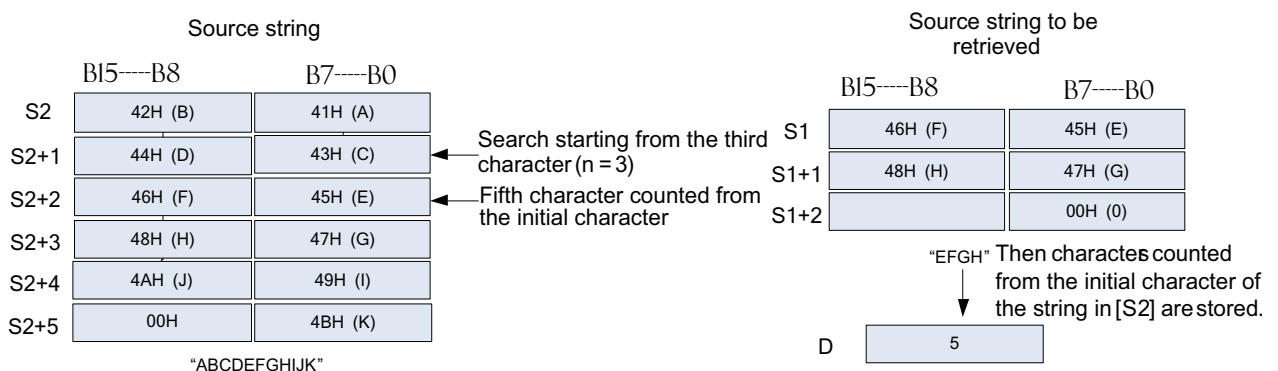 Source string
B15-----B8 B7-----B0
S2 42H (B) 41H (A)
S2+1 44H (D) 43H (C)
S2+2 46H (F) 45H (E)
S2+3 48H (H) 47H (G)
S2+4 4AH (J) 49H (I)
S2+5 00H 4BH (K)
“ABCDEFGHIJK”
Search starting from the third
character (n = 3)
Fifth character counted from
the initial character
Source string to be
retrieved
B15-----B8 B7-----B0
S1 46H (F) 45H (E)
S1+1 48H (H) 47H (G)
S1+2 00H (0)
“EFGH” Then characters counted
from the initial character of
the string in [S2] are stored.
D 5